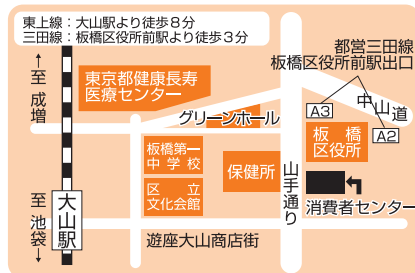 東上線：大山駅より徒歩８分
三田線：板橋区役所前駅より徒歩３分
都営三田線
板橋区役所前駅出口
←至 成増
東京都健康長寿
医療センター
グリーンホール
A3
中山道
A2
板橋
区役所
板橋第一
中学校
保健所
山手通り
区立
文化会館
消費者センター
大山駅
至 池袋→
遊座大山商店街